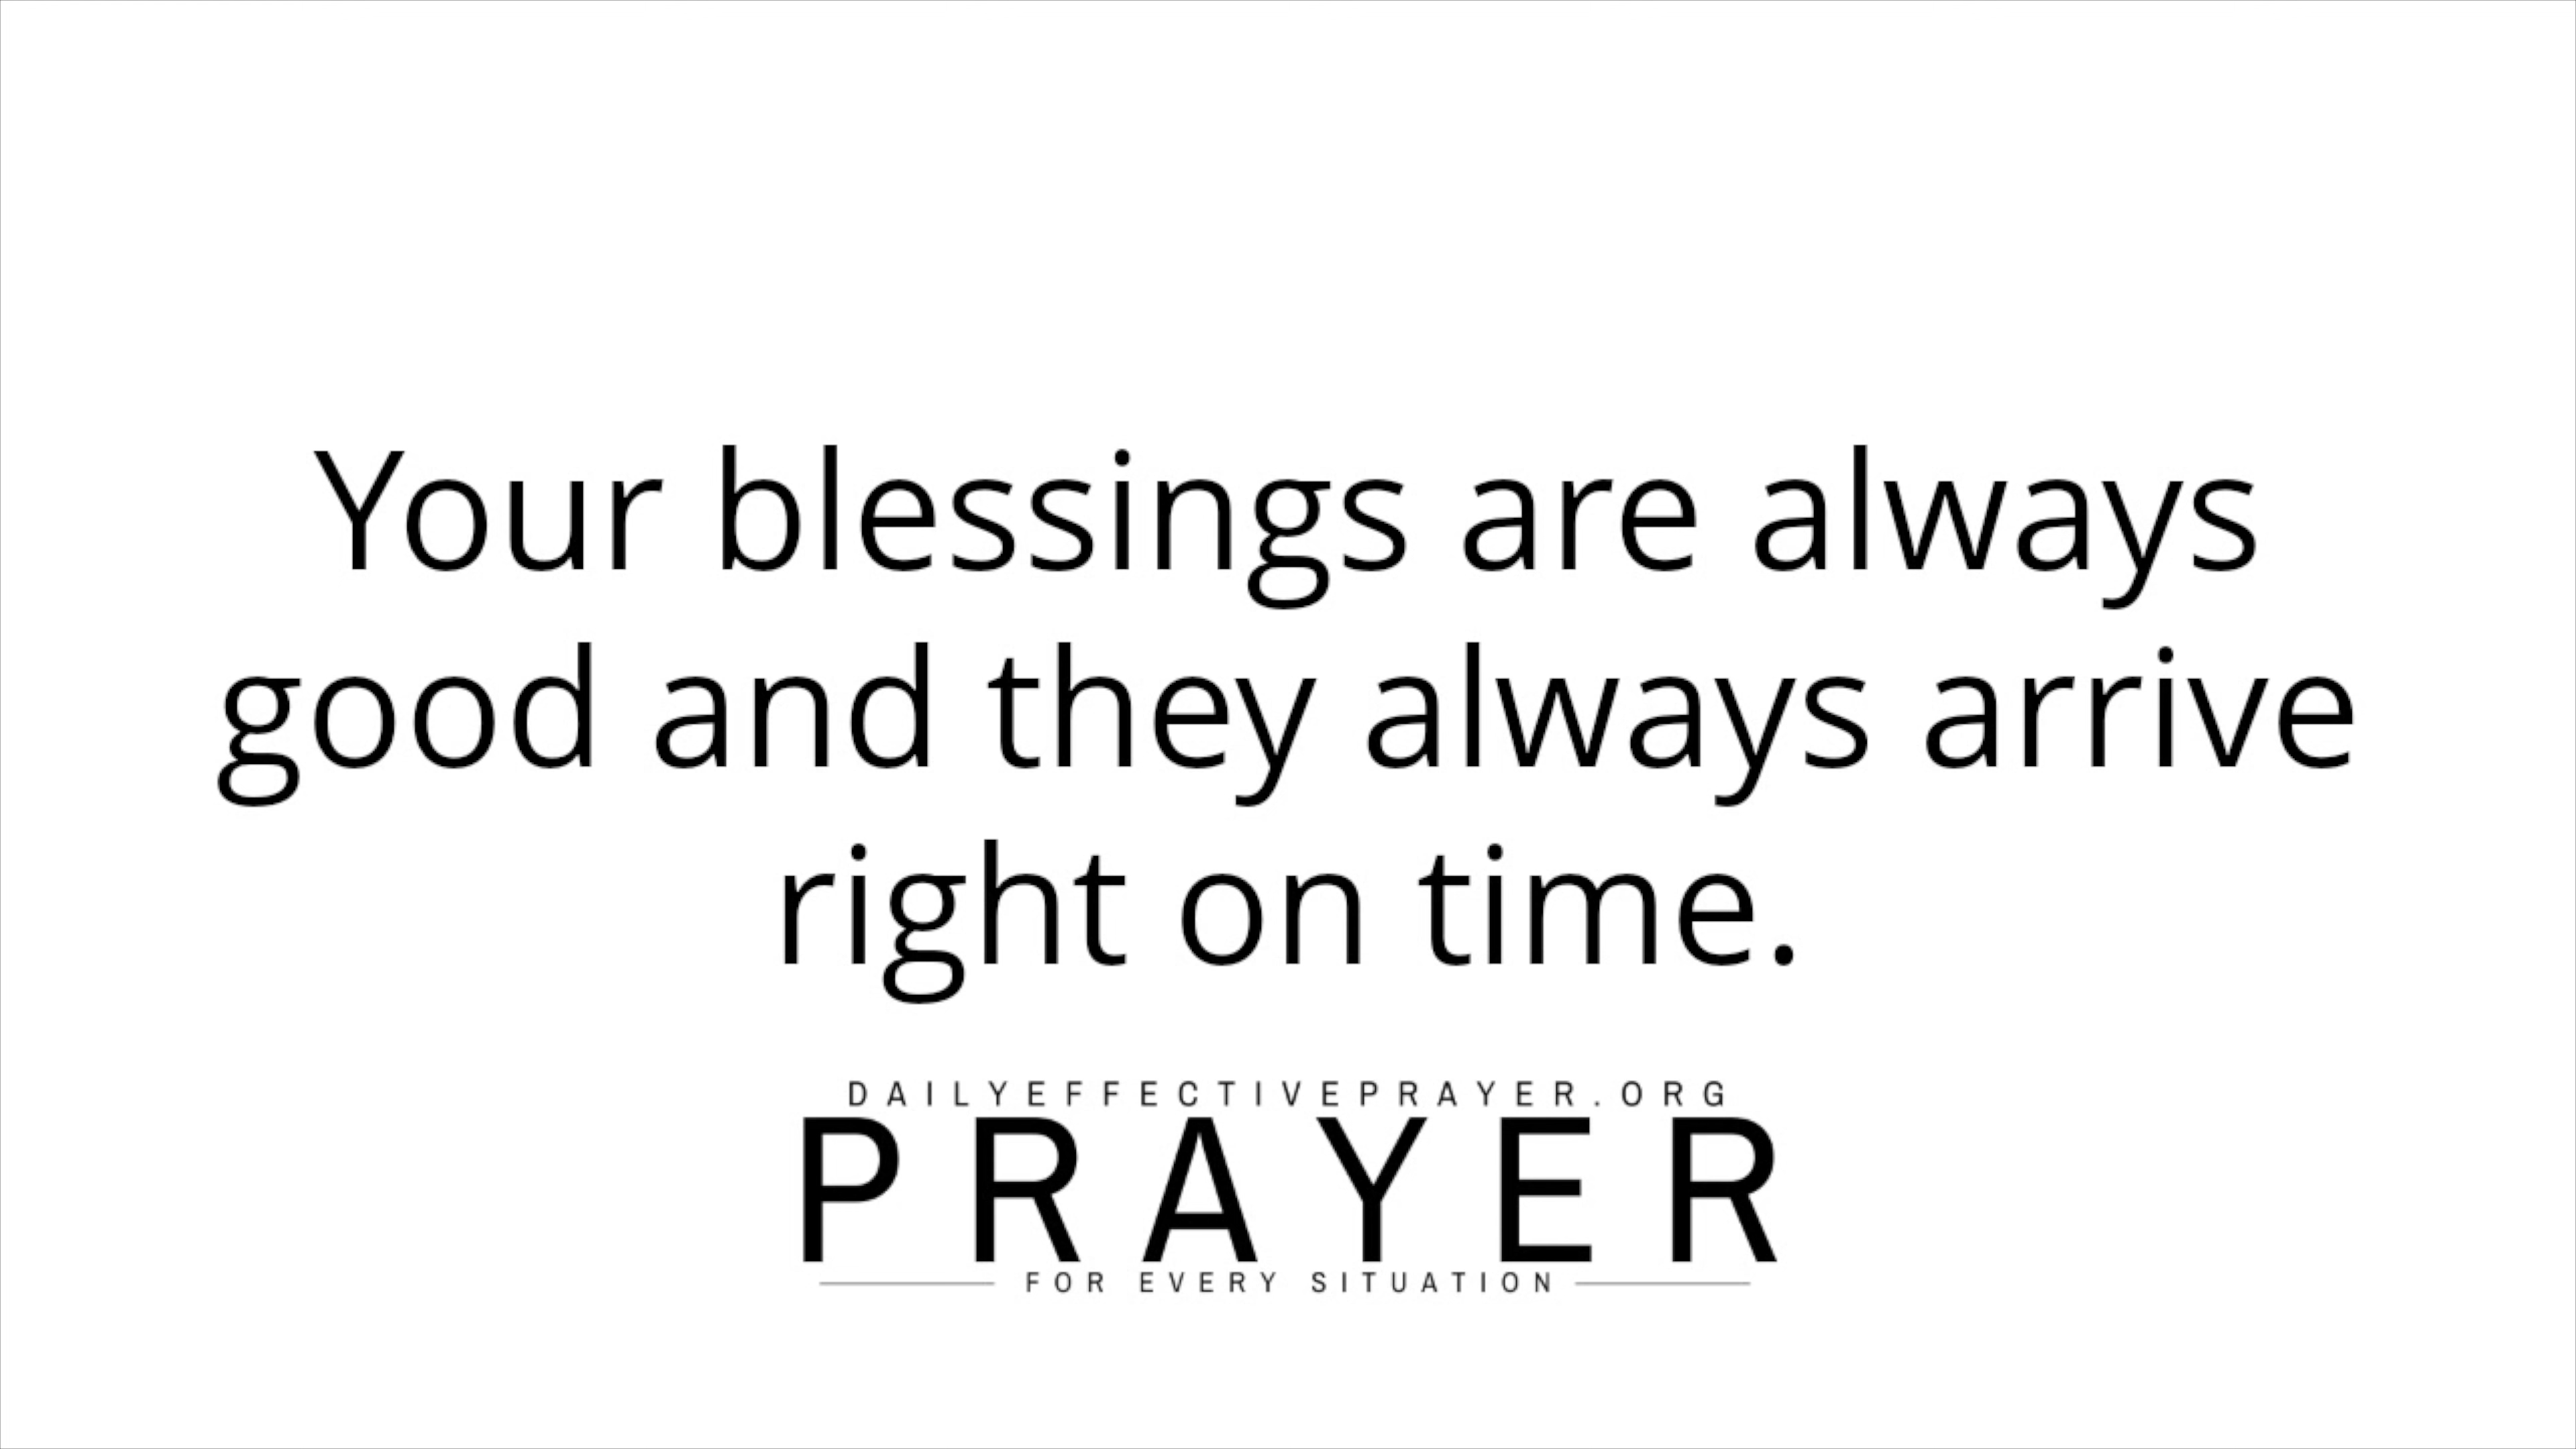 Your blessings are always
good and they always arrive
right on time.
DAILYEFFECTIVEPRAYER.ORG
PRAYER
FOR EVERY SITUATION